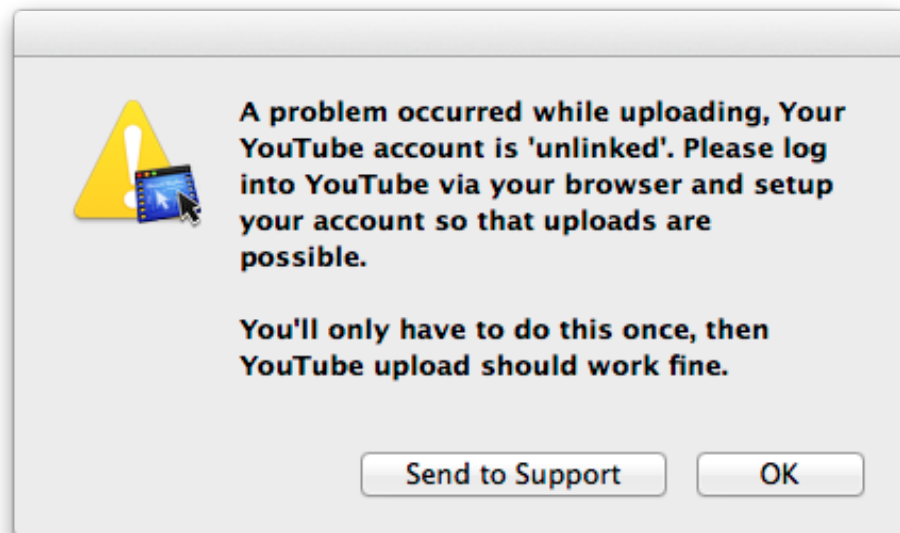 A problem occurred while uploading, Your
YouTube account is 'unlinked'. Please log
into YouTube via your browser and setup
your account so that uploads are
possible.
You'll only have to do this once, then
YouTube upload should work fine.
Send to Support OK